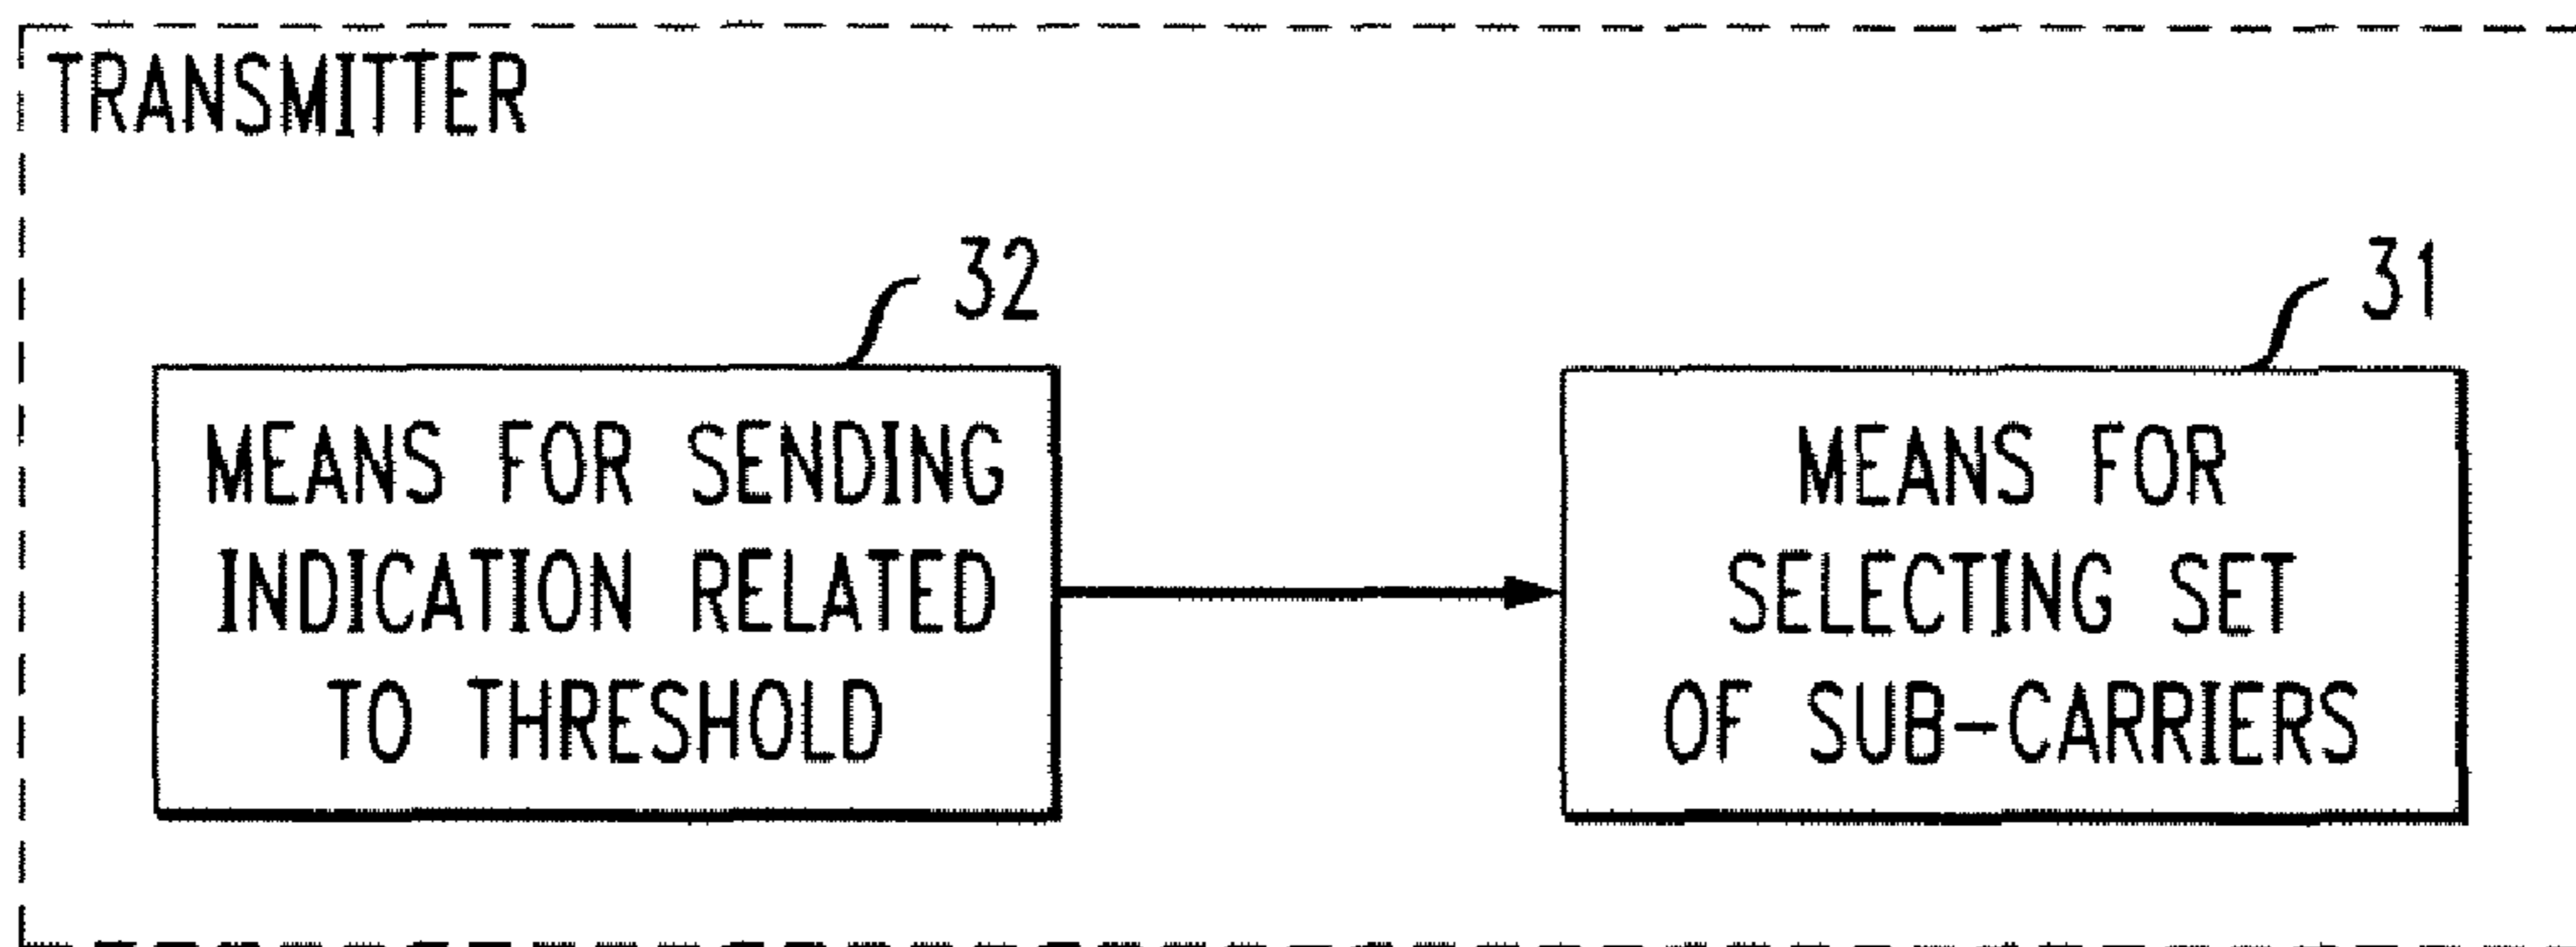 TRANSMITTER
32
MEANS FOR SENDING
INDICATION RELATED
TO THRESHOLD
31
MEANS FOR
SELECTING SET
OF SUB-CARRIERS